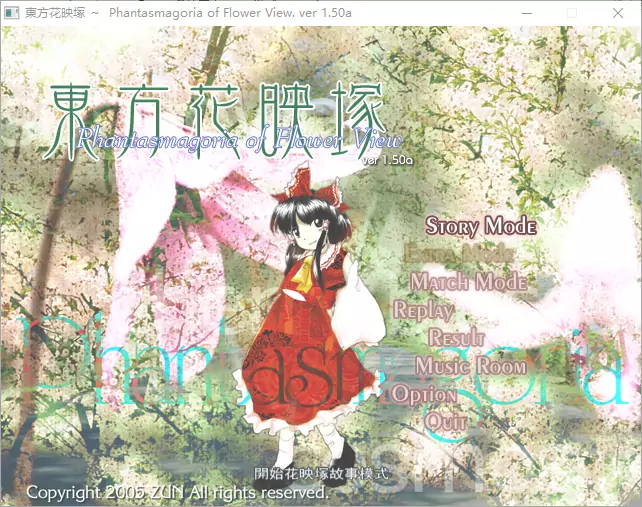 東方花映塚 ~ Phantasmagoria of Flower View. ver 1.50a
東方花映塚
Phantasmagoria of Flower View
ver 1.50a
Story Mode
Extra Mode
Match Mode
Replay
Result
Music Room
Option
Quit
Phantasmagoria
開始花映塚故事模式
Copyright 2005 ZUN All rights reserved.